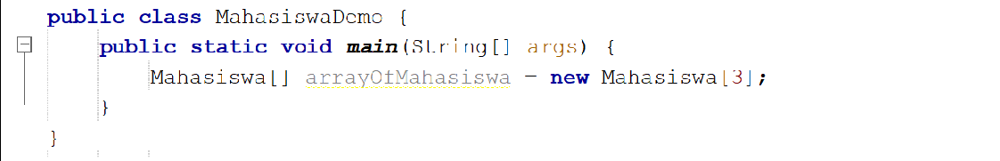 public class MahasiswaDemo {
public static void main(String[] args) {
Mahasiswa[] arrayOfMahasiswa = new Mahasiswa[3];
}
}